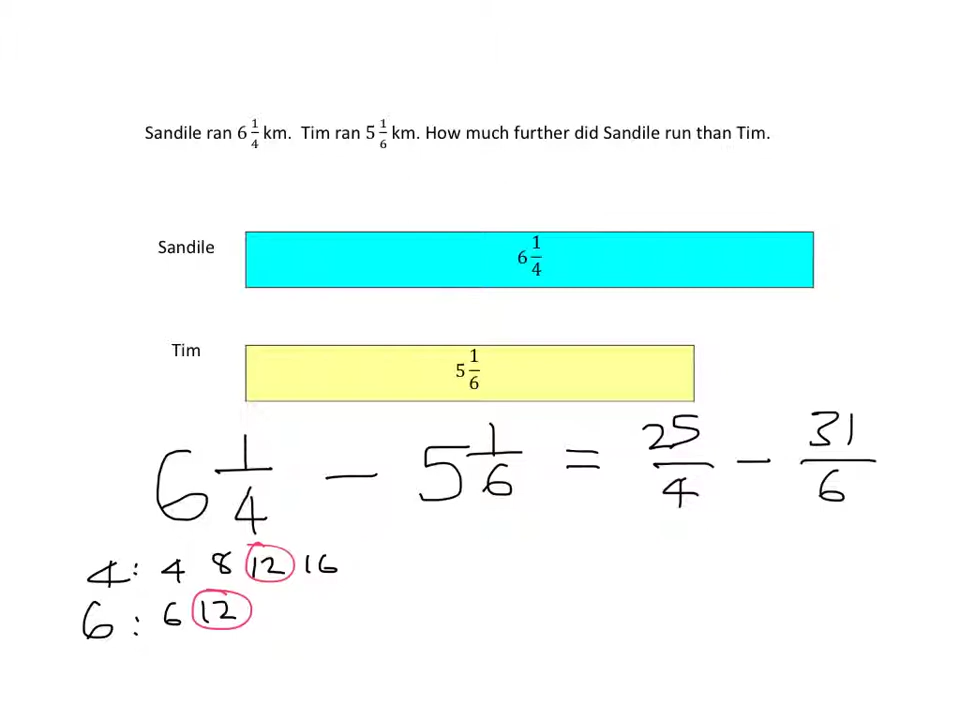 Sandile ran 6 1/4 km. Tim ran 5 1/6 km. How much further did Sandile run than Tim.
Sandile 6 1/4
Tim 5 1/6
6 1/4 - 5 1/6 = 25/4 - 31/6
4: 4 8 12 16
6: 6 12